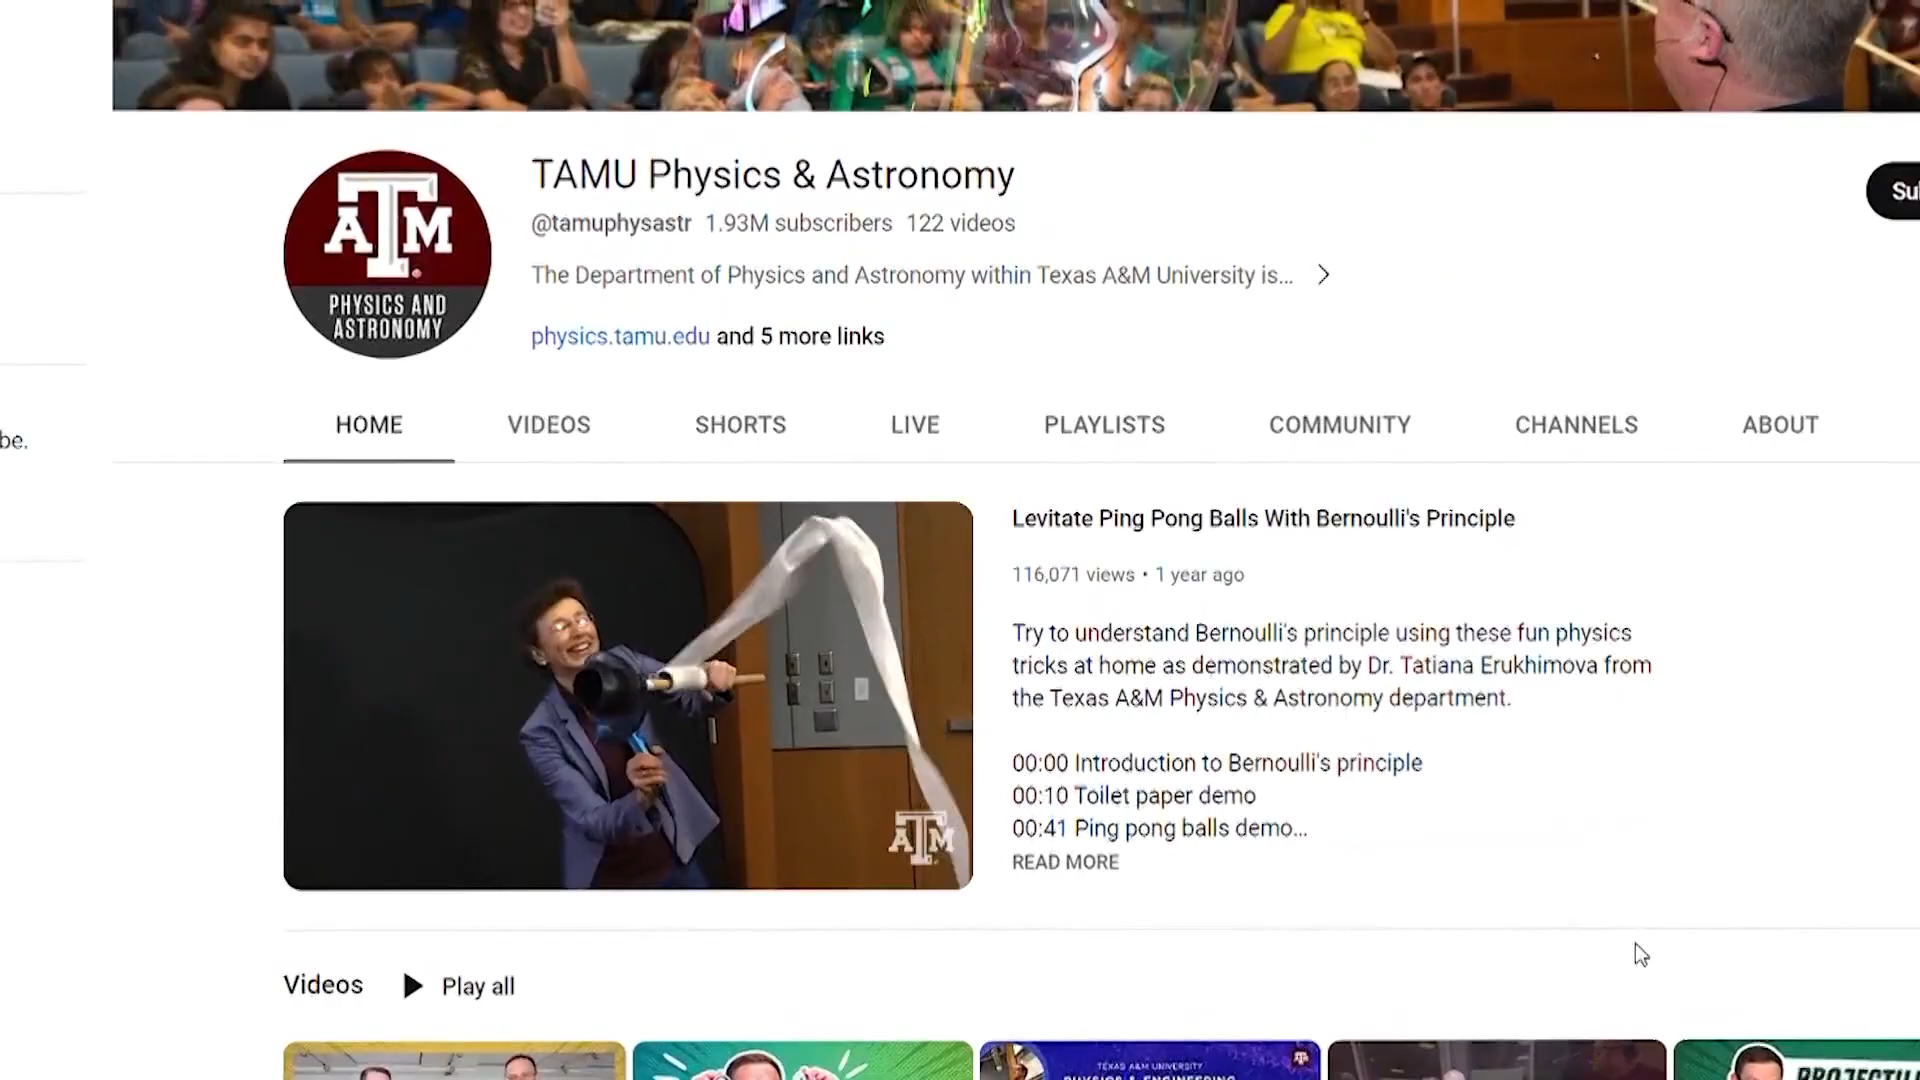 TAMU Physics & Astronomy
Su
@tamuphysastr 1.93M subscribers 122 videos
The Department of Physics and Astronomy within Texas A&M University is...
physics.tamu.edu and 5 more links
ATM
PHYSICS AND
ASTRONOMY
HOME VIDEOS SHORTS LIVE PLAYLISTS COMMUNITY CHANNELS ABOUT
be.
Levitate Ping Pong Balls With Bernoulli's Principle
116,071 views • 1 year ago
Try to understand Bernoulli's principle using these fun physics
tricks at home as demonstrated by Dr. Tatiana Erukhimova from
the Texas A&M Physics & Astronomy department.
00:00 Introduction to Bernoulli's principle
00:10 Toilet paper demo
00:41 Ping pong balls demo...
READ MORE
ATM
Videos Play all
TEXAS A&M UNIVERSITY
PHYSICS & ENGINEERING
PROJECTIL